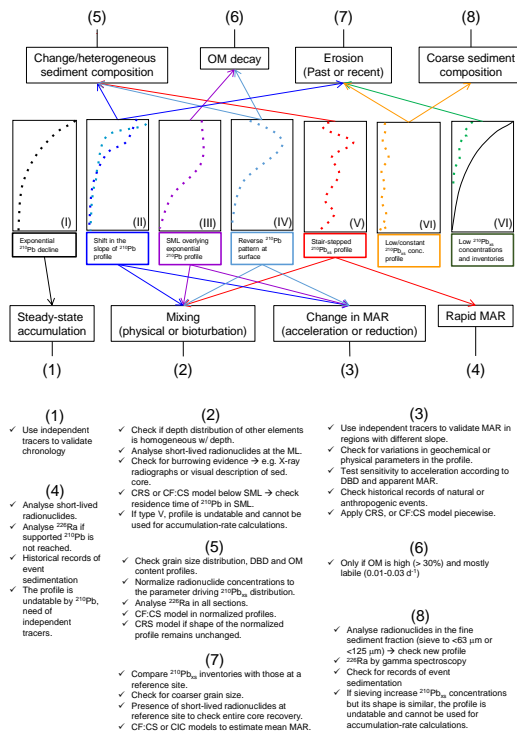 (5)
(6)
(7)
(8)
Change/heterogeneous
sediment composition
OM decay
Erosion
(Past or recent)
Coarse sediment
composition
(I)
(II)
(III)
(IV)
(V)
(VI)
(VI)
Exponential
²¹⁰Pb decline
Shift in the
slope of ²¹⁰Pb
profile
SML overlying
exponential
²¹⁰Pb profile
Reverse ²¹⁰Pb
pattern at
surface
Stair-stepped
²¹⁰Pbxs profile
Low/constant
²¹⁰Pbxs conc.
profile
Low ²¹⁰Pbxs
concentrations
and inventories
Steady-state
accumulation
Mixing
(physical or bioturbation)
Change in MAR
(acceleration or reduction)
Rapid MAR
(1)
(2)
(3)
(4)
(1)
✓ Use independent
tracers to validate
chronology
(4)
✓ Analyse short-lived
radionuclides.
✓ Analyse ²²⁶Ra if
supported ²¹⁰Pb is
not reached.
✓ Historical records of
event
sedimentation
✓ The profile is
undatable by ²¹⁰Pb,
need of
independent
tracers.
(2)
✓ Check if depth distribution of other elements
is homogeneous w/ depth.
✓ Analyse short-lived radionuclides at the ML.
✓ Check for burrowing evidence → e.g. X-ray
radiographs or visual description of sed.
core.
✓ CRS or CF:CS model below SML → check
residence time of ²¹⁰Pb in SML.
✓ If type V, profile is undatable and cannot be
used for accumulation-rate calculations.
(5)
✓ Check grain size distribution, DBD and OM
content profiles.
✓ Normalize radionuclide concentrations to
the parameter driving ²¹⁰Pbxs distribution.
✓ Analyse ²²⁶Ra in all sections.
✓ CF:CS model in normalized profiles.
✓ CRS model if shape of the normalized
profile remains unchanged.
(7)
✓ Compare ²¹⁰Pbxs inventories with those at a
reference site.
✓ Check for coarser grain size.
✓ Presence of short-lived radionuclides at
reference site to check entire core recovery.
✓ CF:CS or CIC models to estimate mean MAR.
(3)
✓ Use independent tracers to validate MAR in
regions with different slope.
✓ Check for variations in geochemical or
physical parameters in the profile.
✓ Test sensitivity to acceleration according to
DBD and apparent MAR.
✓ Check historical records of natural or
anthropogenic events.
✓ Apply CRS, or CF:CS model piecewise.
(6)
✓ Only if OM is high (> 30%) and mostly
labile (0.01-0.03 d⁻¹)
(8)
✓ Analyse radionuclides in the fine
sediment fraction (sieve to <63 μm or
<125 μm) → check new profile
✓ ²²⁶Ra by gamma spectroscopy
✓ Check for records of event
sedimentation
✓ If sieving increase ²¹⁰Pbxs concentrations
but its shape is similar, the profile is
undatable and cannot be used for
accumulation-rate calculations.